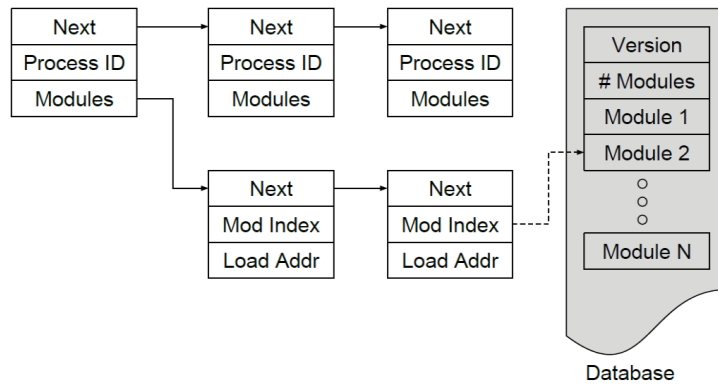 Next
Process ID
Modules
Next
Process ID
Modules
Next
Process ID
Modules
Next
Mod Index
Load Addr
Next
Mod Index
Load Addr
Version
# Modules
Module 1
Module 2
Module N
Database